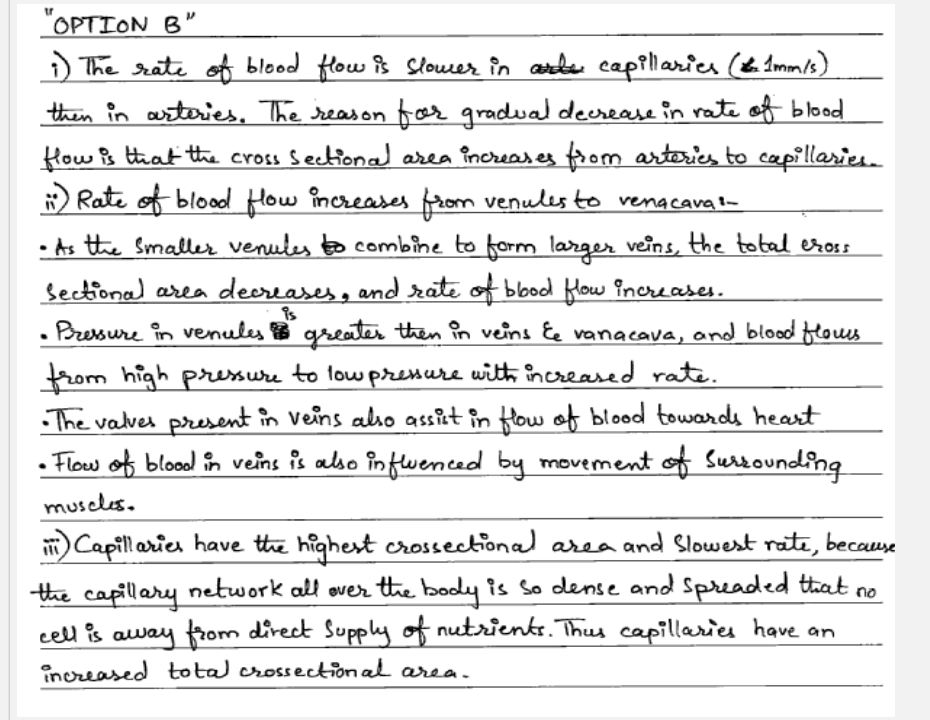 "OPTION B"
i) The rate of blood flow is slower in capillaries (< 1mm/s)
then in arteries. The reason for gradual decrease in rate of blood
flow is that the cross sectional area increases from arteries to capillaries.
ii) Rate of blood flow increases from venules to venacava:-
• As the smaller venules combine to form larger veins, the total cross
sectional area decreases, and rate of blood flow increases.
• Pressure in venules is greater then in veins & vanacava, and blood flows
from high pressure to low pressure with increased rate.
• The valves present in veins also assist in flow of blood towards heart
• Flow of blood in veins is also influenced by movement of surrounding
muscles.
iii) Capillaries have the highest crossectional area and slowest rate, because
the capillary network all over the body is so dense and spreaded that no
cell is away from direct supply of nutrients. Thus capillaries have an
increased total crossectional area.